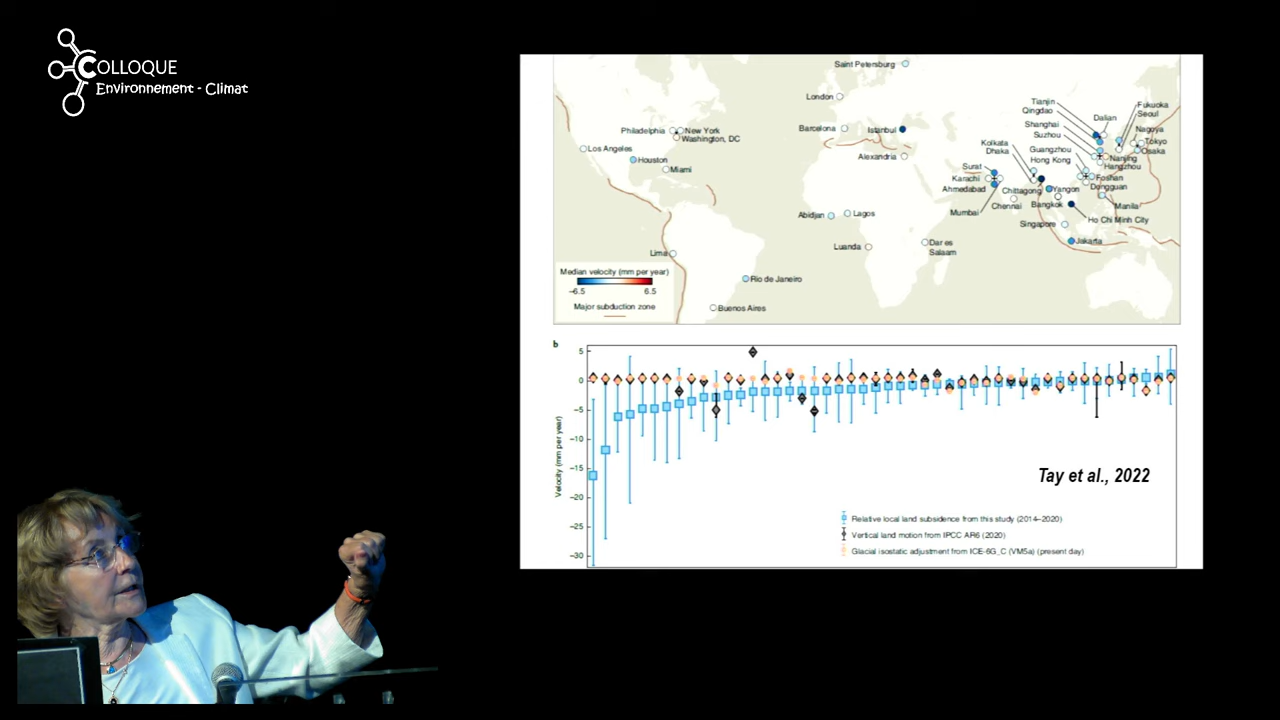 COLLOQUE
Environnement - Climat
Saint Petersburg
London
Barcelona
Istanbul
Alexandria
Philadelphia
New York
Washington, DC
Los Angeles
Houston
Miami
Abidjan
Lagos
Luanda
Dar es
Salaam
Lima
Rio de Janeiro
Buenos Aires
Tianjin
Qingdao
Dalian
Shanghai
Suzhou
Fukuoka
Seoul
Nagoya
Tokyo
Osaka
Nanjing
Hangzhou
Kolkata
Dhaka
Guangzhou
Hong Kong
Surat
Karachi
Ahmedabad
Mumbai
Chittagong
Chennai
Yangon
Bangkok
Foshan
Dongguan
Manila
Ho Chi Minh City
Singapore
Jakarta
Median velocity (mm per year)
-6.5
6.5
Major subduction zone
b
5
0
-5
-10
-15
-20
-25
-30
Velocity (mm per year)
Tay et al., 2022
Relative local land subsidence from this study (2014–2020)
Vertical land motion from IPCC AR6 (2020)
Glacial isostatic adjustment from ICE-6G_C (VM5a) (present day)